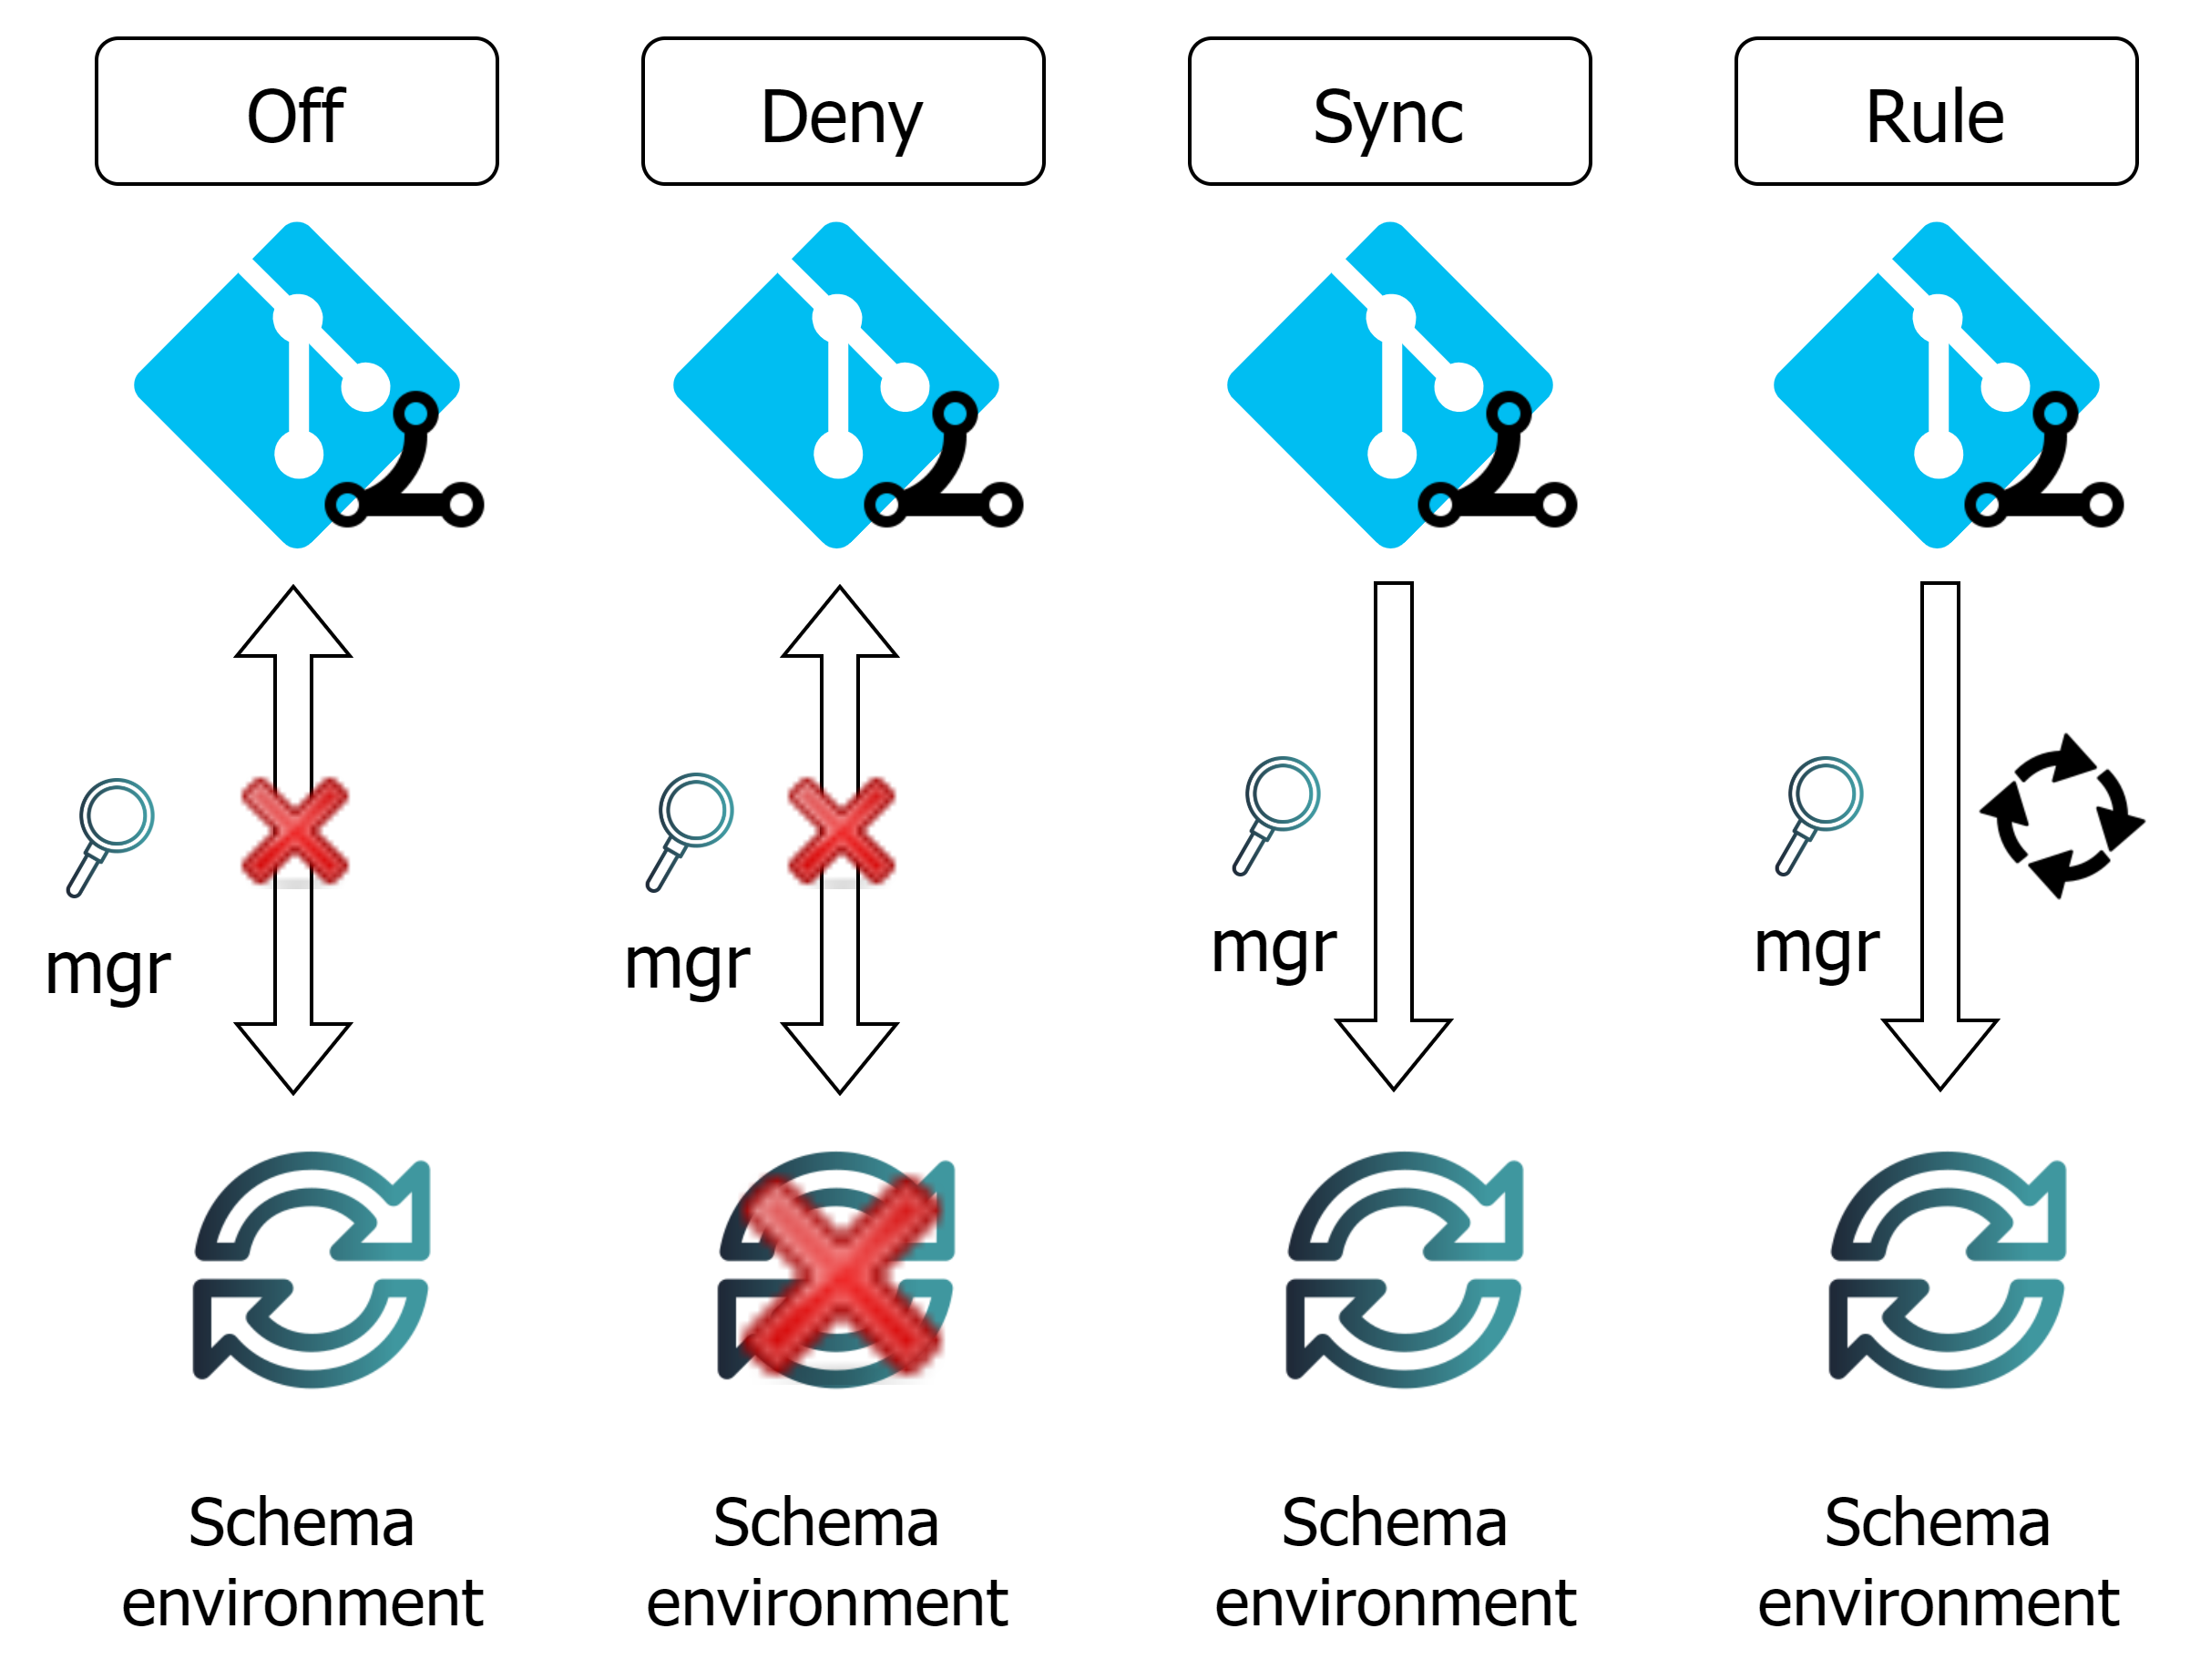 Off
Deny
Sync
Rule
mgr
mgr
mgr
mgr
Schema
environment
Schema
environment
Schema
environment
Schema
environment